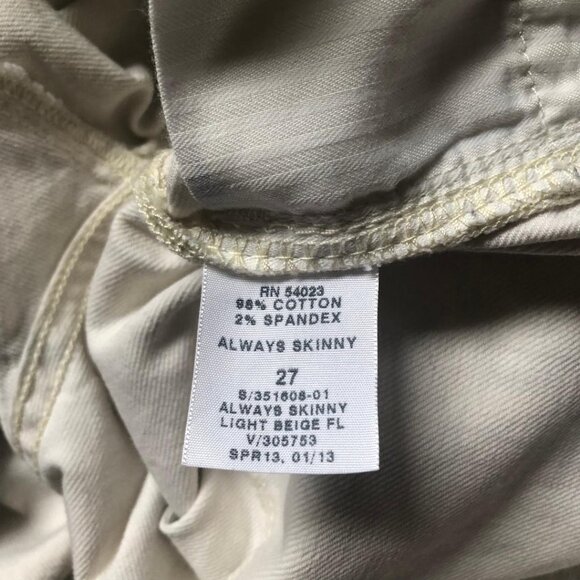 RN 54023
98% COTTON
2% SPANDEX
ALWAYS SKINNY
27
S/351608-01
ALWAYS SKINNY
LIGHT BEIGE FL
V/305753
SPR13, 01/13